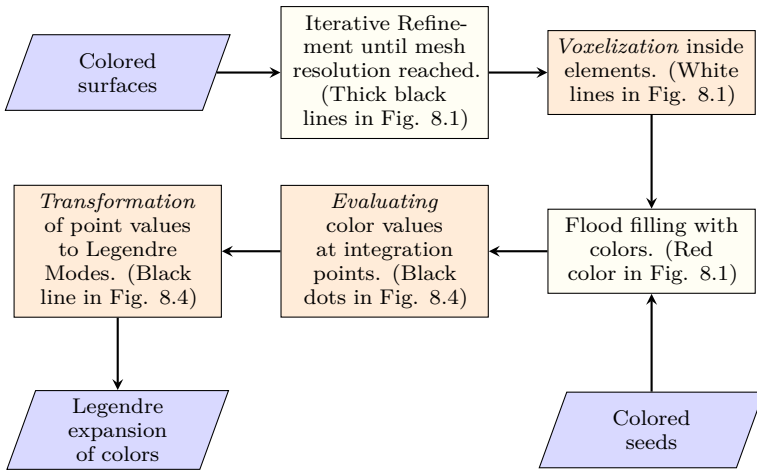 Colored
surfaces
Iterative Refine-
ment until mesh
resolution reached.
(Thick black
lines in Fig. 8.1)
Voxelization inside
elements. (White
lines in Fig. 8.1)
Transformation
of point values
to Legendre
Modes. (Black
line in Fig. 8.4)
Evaluating
color values
at integration
points. (Black
dots in Fig. 8.4)
Flood filling with
colors. (Red
color in Fig. 8.1)
Legendre
expansion
of colors
Colored
seeds